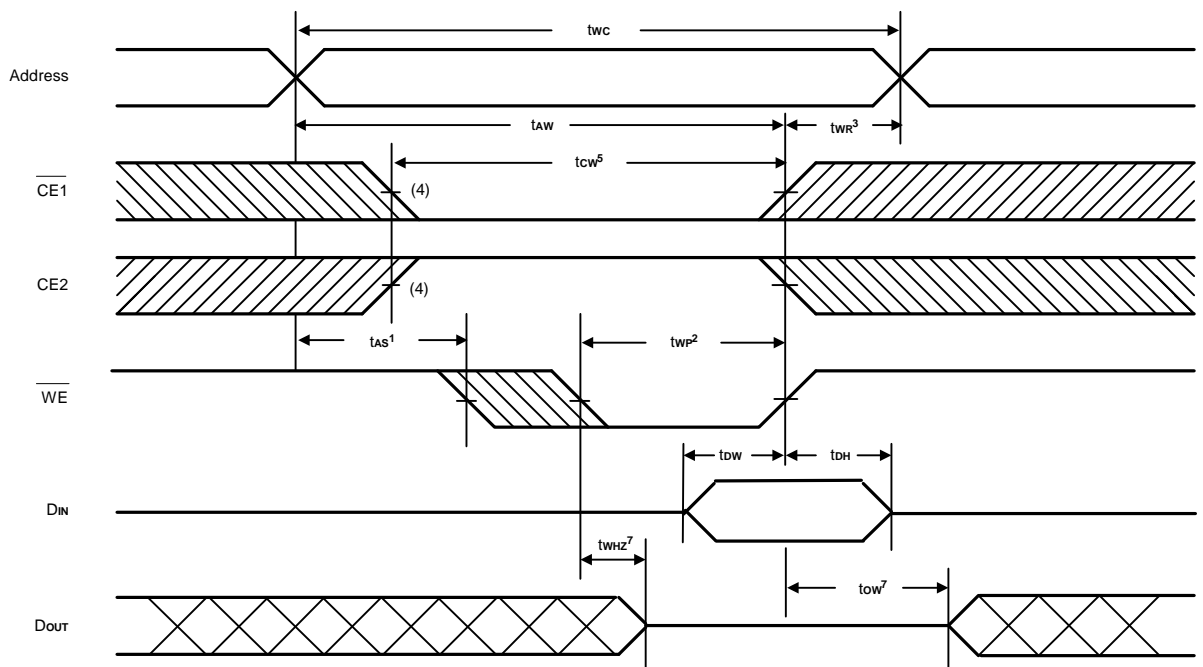 tWC
Address
tAW
tWR3
tCW5
CE1
(4)
CE2
(4)
tAS1
tWP2
WE
tDW
tDH
DIN
tWHZ7
tOW7
DOUT